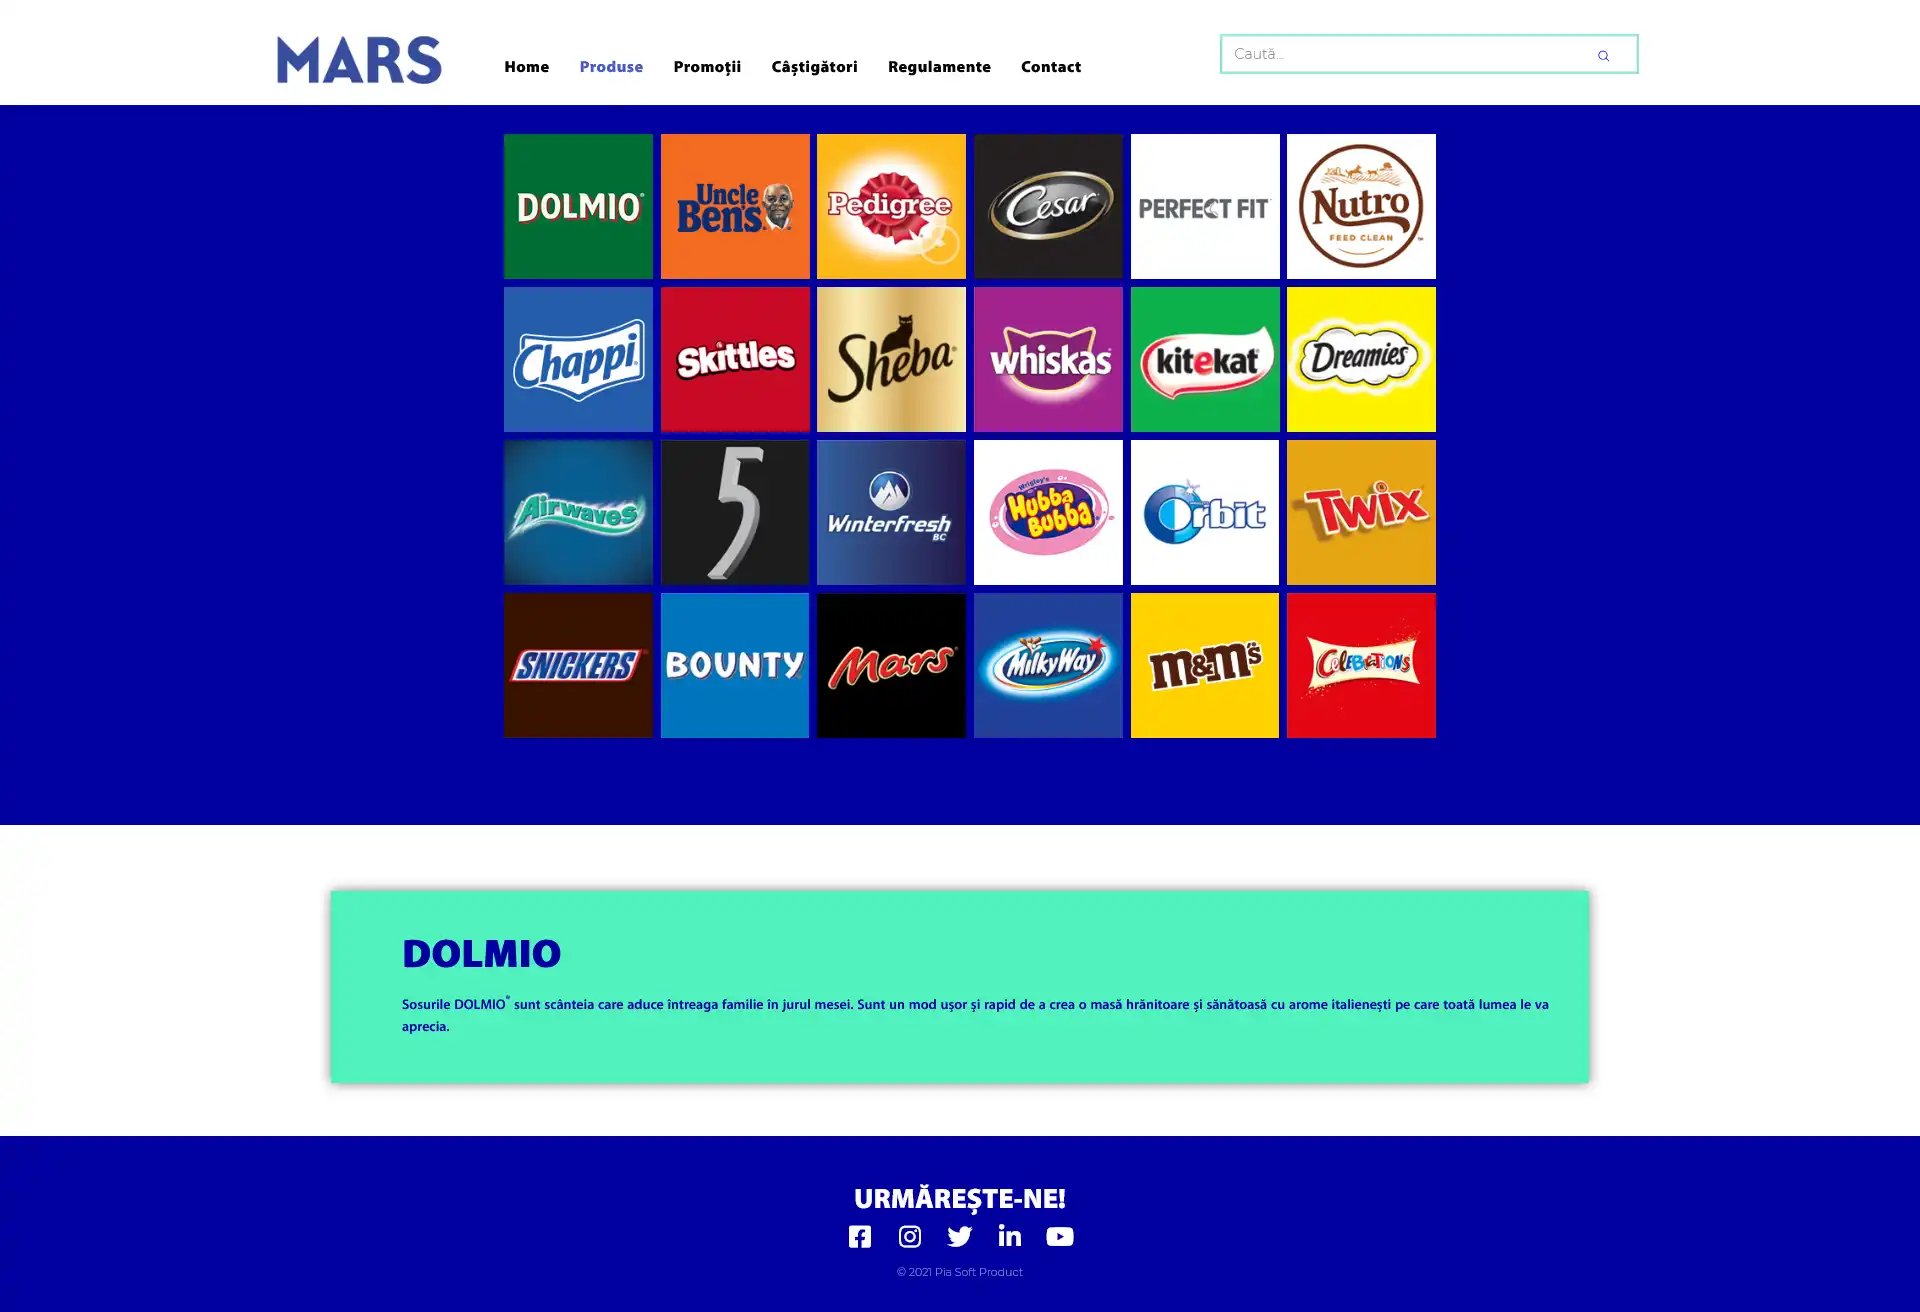 MARS
Home Produse Promoții Câștigători Regulamente Contact
Caută...
DOLMIO®
Uncle
Ben's®
Pedigree
Cesar
PERFECT FIT
Nutro
FEED CLEAN
Chappi
Skittles
Sheba®
whiskas®
kitekat
Dreamies
Airwaves
5
Winterfresh
BC
Wrigley's
Hubba
Bubba
Orbit
Twix
SNICKERS
BOUNTY
Mars
MilkyWay
m&m's
CELEBRATIONS
DOLMIO
Sosurile DOLMIO® sunt scânteia care aduce întreaga familie în jurul mesei. Sunt un mod ușor și rapid de a crea o masă hrănitoare și sănătoasă cu arome italienești pe care toată lumea le va
aprecia.
URMĂREȘTE-NE!
© 2021 Pia Soft Product